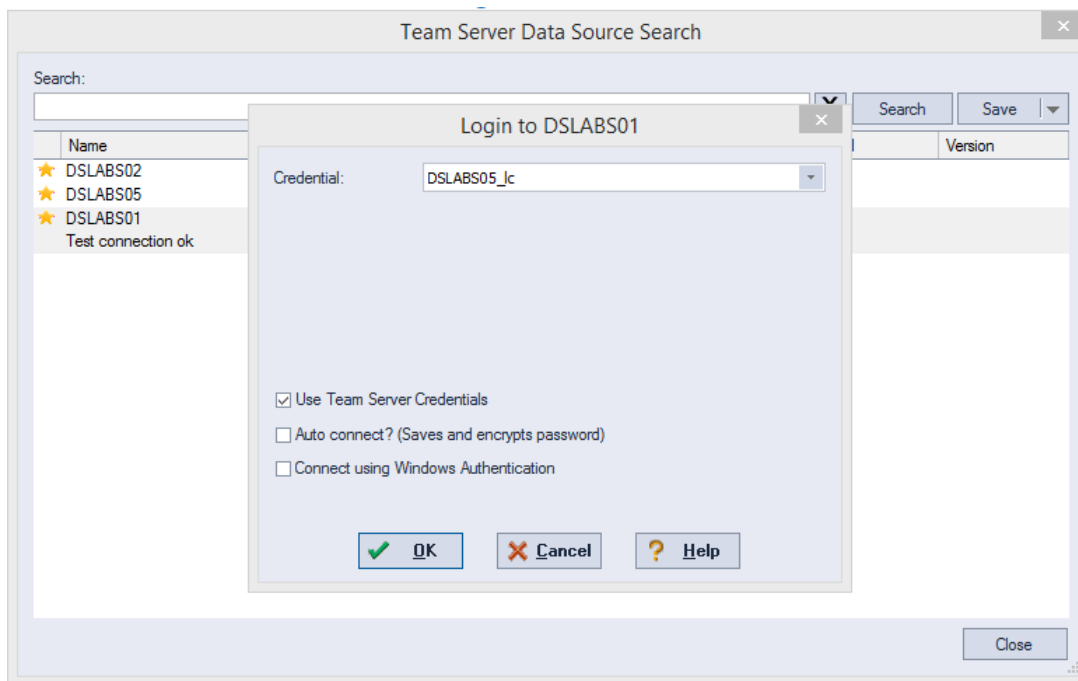 Team Server Data Source Search
Search:
Search
Save
Name
Version
DSLABS02
DSLABS05
DSLABS01
Test connection ok
Login to DSLABS01
Credential:
DSLABS05_lc
Use Team Server Credentials
Auto connect? (Saves and encrypts password)
Connect using Windows Authentication
OK
Cancel
Help
Close